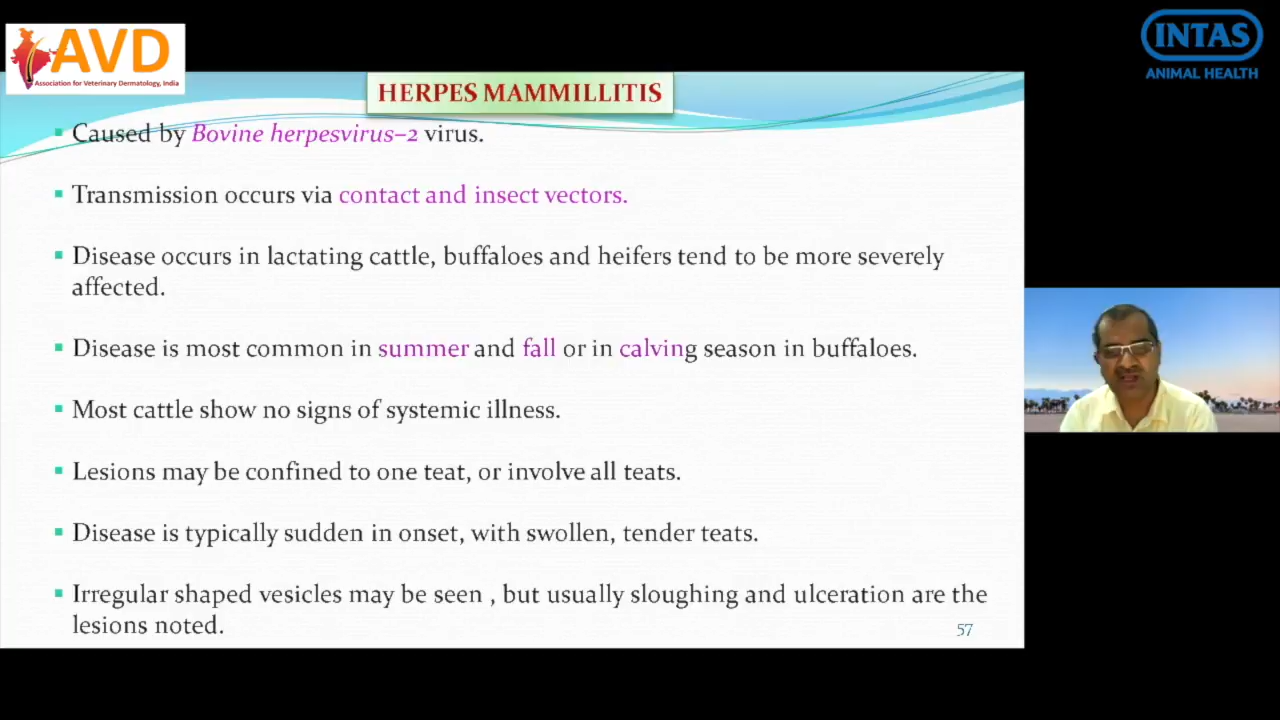 AVD
Association for Veterinary Dermatology, India
INTAS
ANIMAL HEALTH
HERPES MAMMILLITIS
Caused by Bovine herpesvirus–2 virus.
Transmission occurs via contact and insect vectors.
Disease occurs in lactating cattle, buffaloes and heifers tend to be more severely
affected.
Disease is most common in summer and fall or in calving season in buffaloes.
Most cattle show no signs of systemic illness.
Lesions may be confined to one teat, or involve all teats.
Disease is typically sudden in onset, with swollen, tender teats.
Irregular shaped vesicles may be seen , but usually sloughing and ulceration are the
lesions noted.
57